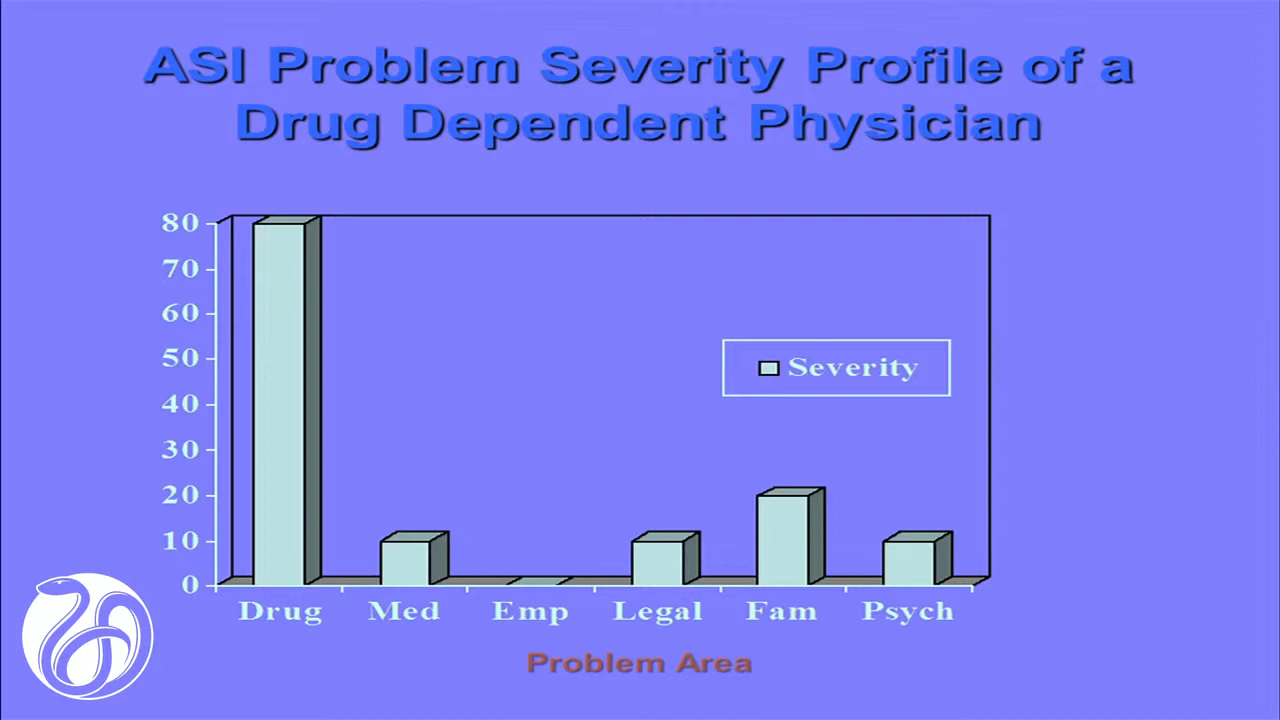 ASI Problem Severity Profile of a
Drug Dependent Physician
80
70
60
50
40
30
20
10
0
Severity
Drug Med Emp Legal Fam Psych
Problem Area